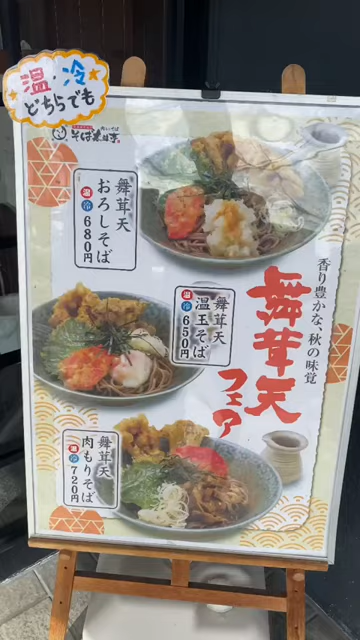 温・冷
どちらでも
そば
香り豊かな、秋の味覚
舞茸天
フェア
舞茸天
おろしそば
温 冷 680円
舞茸天
温玉そば
温 冷 650円
舞茸天
肉もりそば
温 冷 720円